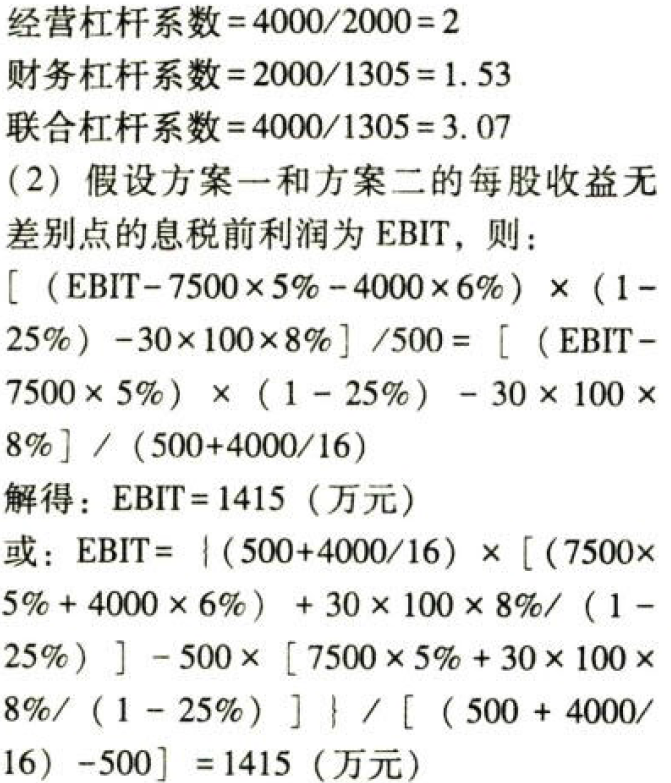 经营杠杆系数=4000/2000=2
财务杠杆系数=2000/1305=1.53
联合杠杆系数=4000/1305=3.07
(2) 假设方案一和方案二的每股收益无
差别点的息税前利润为 EBIT, 则:
[ (EBIT-7500×5%-4000×6%) × (1-
25%) -30×100×8%] /500= [ (EBIT-
7500×5%) × (1-25%) -30×100×
8%] / (500+4000/16)
解得: EBIT=1415 (万元)
或: EBIT= {(500+4000/16) × [(7500×
5%+4000×6%) +30×100×8%/ (1-
25%) ] -500× [7500×5%+30×100×
8%/ (1-25%) ] } / [ (500+4000/
16) -500] =1415 (万元)